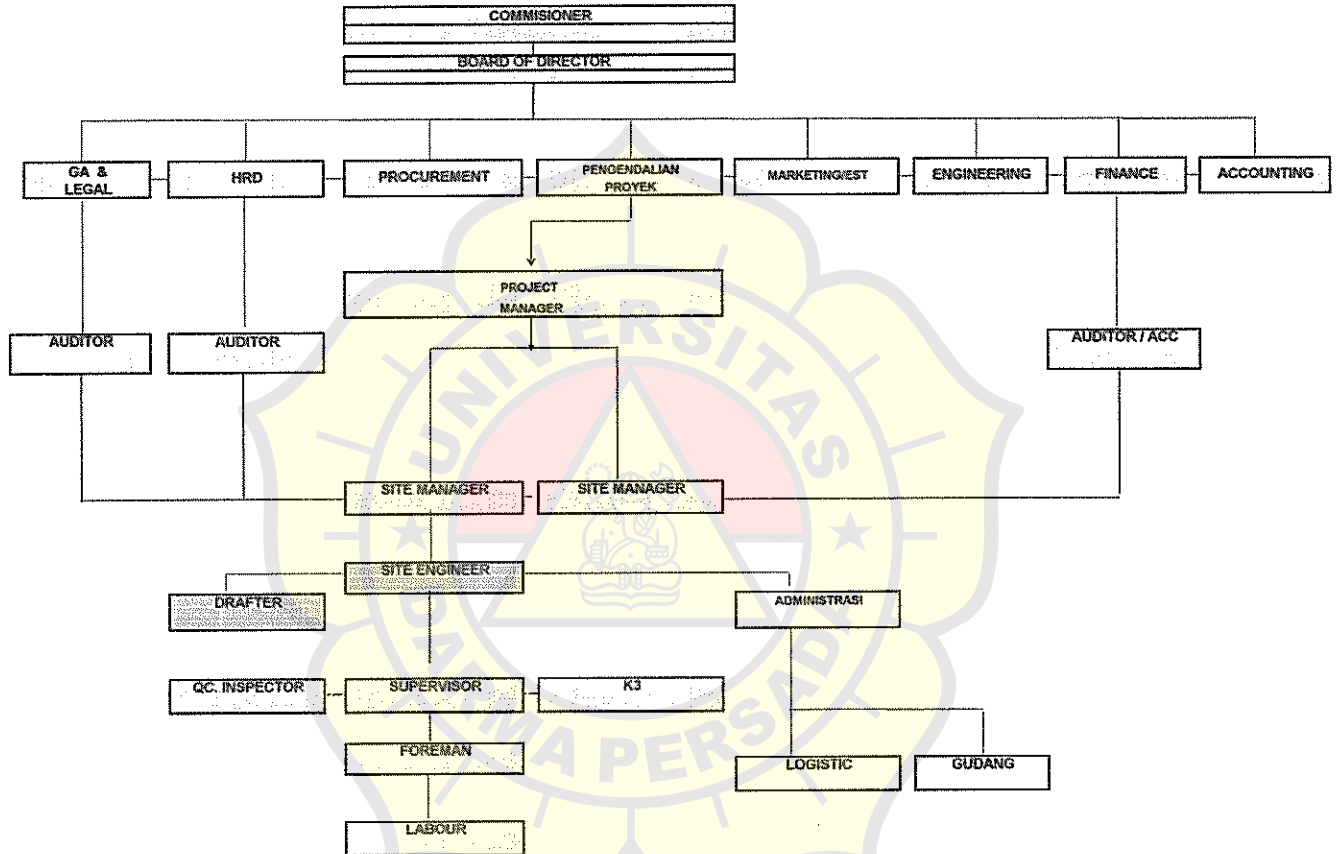 COMMISIONER
BOARD OF DIRECTOR
GA &
LEGAL
HRD
PROCUREMENT
PENGENDALIAN
PROYEK
MARKETING/EST
ENGINEERING
FINANCE
ACCOUNTING
PROJECT
MANAGER
AUDITOR
AUDITOR
AUDITOR / ACC
SITE MANAGER
SITE MANAGER
SITE ENGINEER
DRAFTER
ADMINISTRASI
QC. INSPECTOR
SUPERVISOR
K3
FOREMAN
LOGISTIC
GUDANG
LABOUR
UNIVERSITAS
DARMA PERSADA